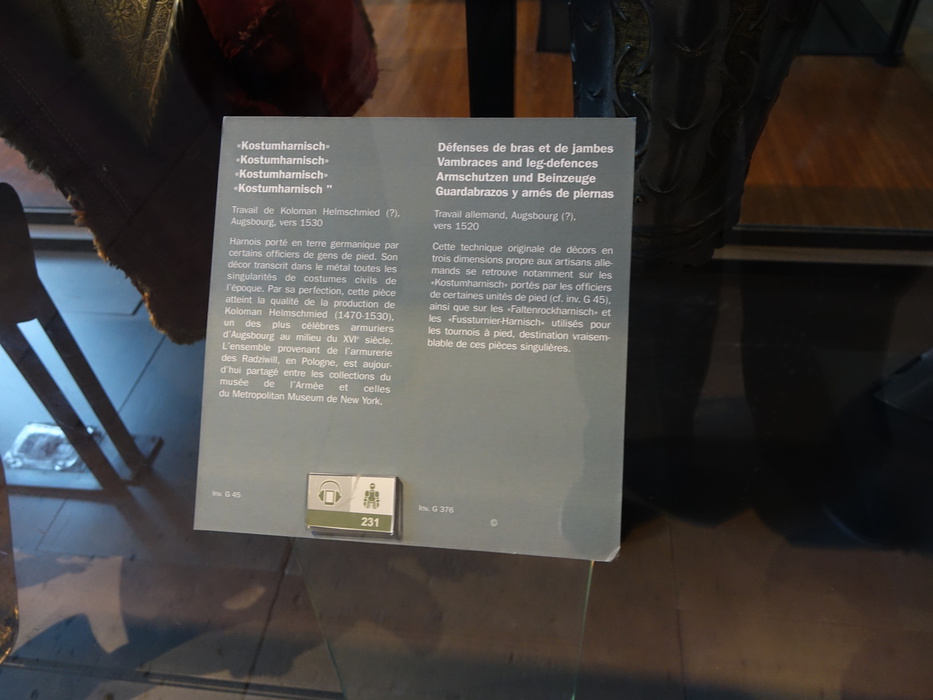 «Kostumharnisch»
«Kostumharnisch»
«Kostumharnisch»
«Kostumharnisch "
Travail de Koloman Helmschmied (?),
Augsbourg, vers 1530
Harnois porté en terre germanique par
certains officiers de gens de pied. Son
décor transcrit dans le métal toutes les
singularités de costumes civils de
l'époque. Par sa perfection, cette pièce
atteint la qualité de la production de
Koloman Helmschmied (1470-1530),
un des plus célèbres armuriers
d'Augsbourg au milieu du XVIe siècle.
L'ensemble provenant de l'armurerie
des Radziwill, en Pologne, est aujour-
d'hui partagé entre les collections du
musée de l'Armée et celles
du Metropolitan Museum de New York.
Inv. G 45
Défenses de bras et de jambes
Vambraces and leg-defences
Armschutzen und Beinzeuge
Guardabrazos y arnés de piernas
Travail allemand, Augsbourg (?),
vers 1520
Cette technique originale de décors en
trois dimensions propre aux artisans alle-
mands se retrouve notamment sur les
«Kostumharnisch» portés par les officiers
de certaines unités de pied (cf. inv. G 45),
ainsi que sur les «Faltenrockharnisch» et
les «Fussturnier-Harnisch» utilisés pour
les tournois à pied, destination vraisem-
blable de ces pièces singulières.
Inv. G 376
©
231